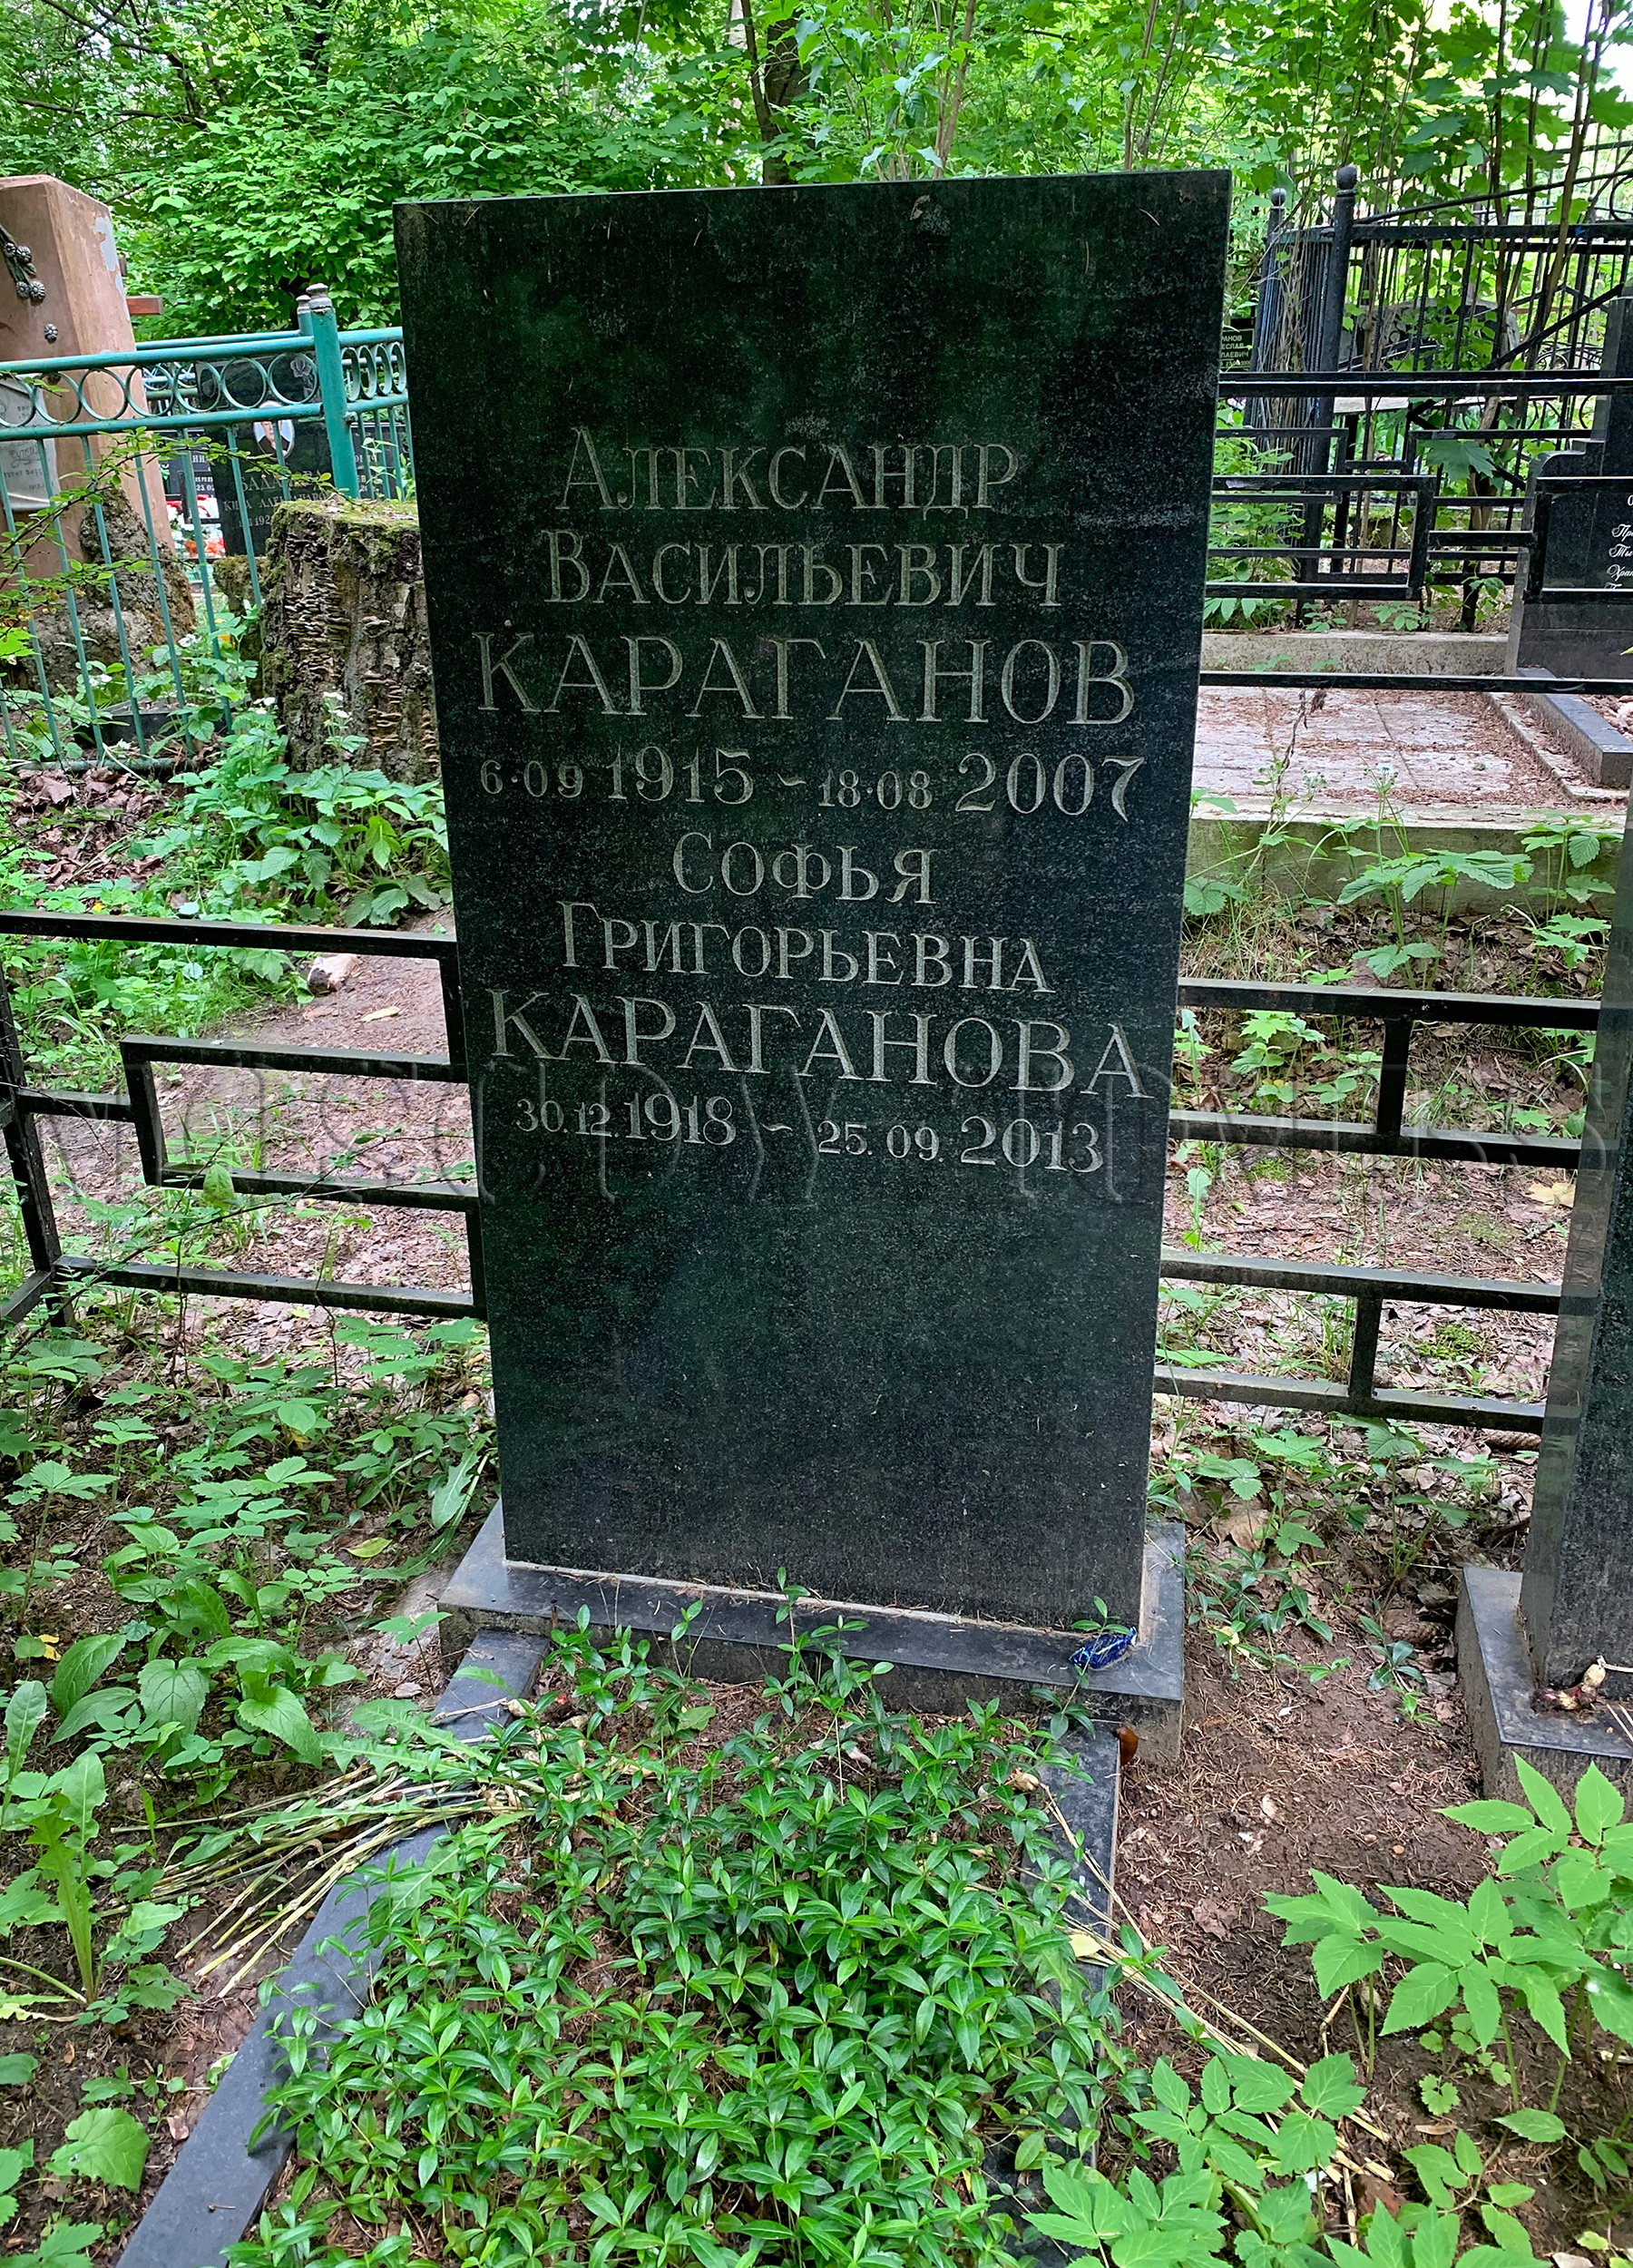 Александр
Васильевич
КАРАГАНОВ
6·09 1915 ~ 18·08 2007
Софья
Григорьевна
КАРАГАНОВА
30.12.1918 ~ 25.09.2013